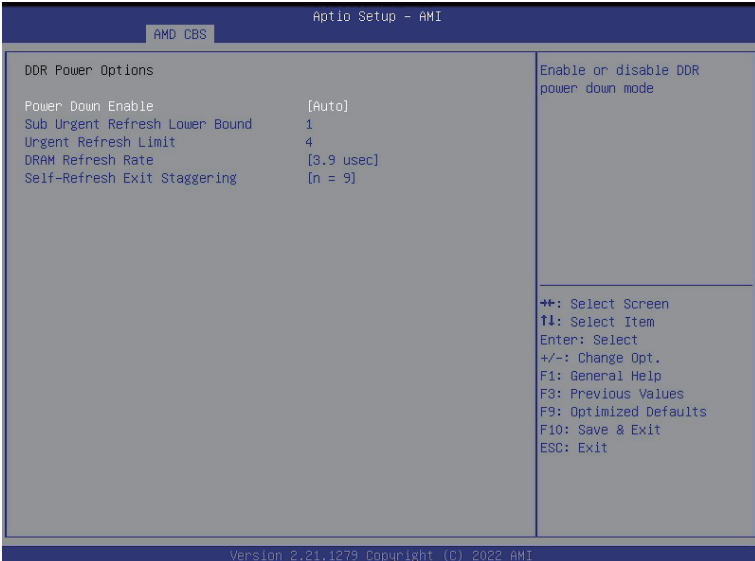 Aptio Setup - AMI
AMD CBS
DDR Power Options
Power Down Enable [Auto]
Sub Urgent Refresh Lower Bound 1
Urgent Refresh Limit 4
DRAM Refresh Rate [3.9 usec]
Self-Refresh Exit Staggering [n = 9]
Enable or disable DDR
power down mode
→←: Select Screen
↑↓: Select Item
Enter: Select
+/-: Change Opt.
F1: General Help
F3: Previous Values
F9: Optimized Defaults
F10: Save & Exit
ESC: Exit
Version 2.21.1279 Copyright (C) 2022 AMI